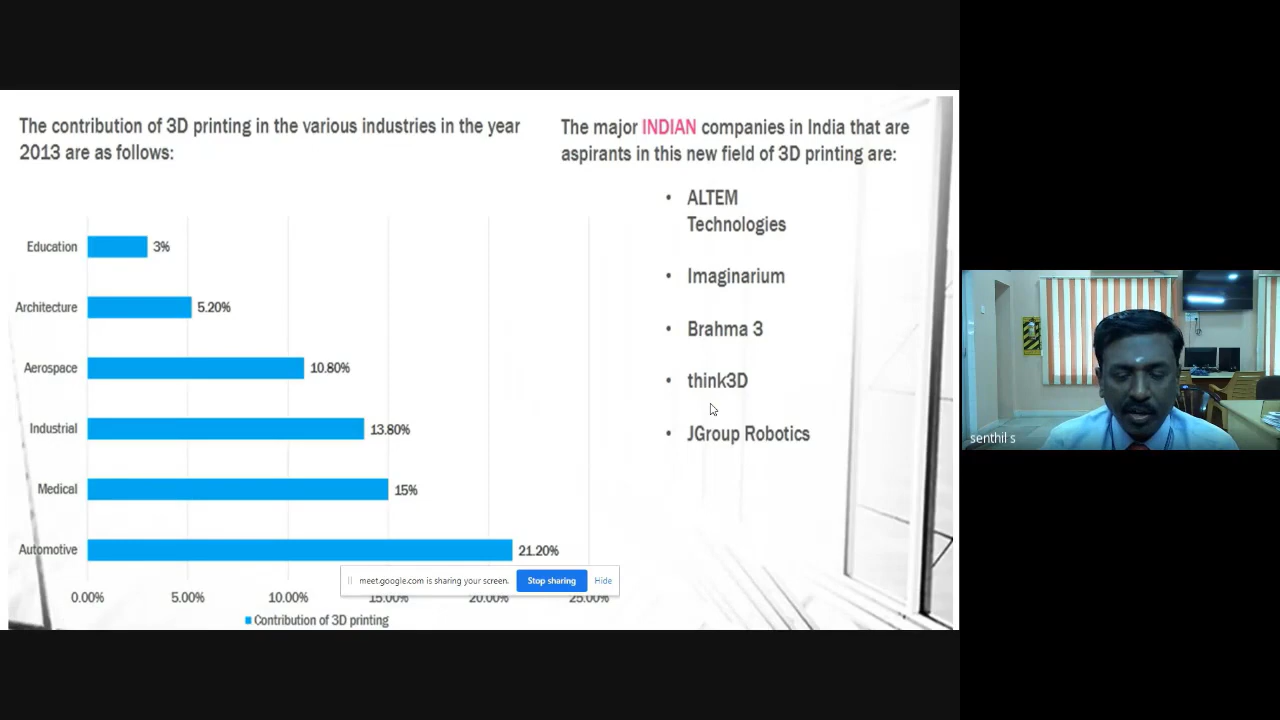 The contribution of 3D printing in the various industries in the year
2013 are as follows:
Education
3%
Architecture
5.20%
Aerospace
10.80%
Industrial
13.80%
Medical
15%
Automotive
21.20%
0.00%
5.00%
10.00%
15.00%
20.00%
25.00%
Contribution of 3D printing
meet.google.com is sharing your screen.
Stop sharing
Hide
The major INDIAN companies in India that are
aspirants in this new field of 3D printing are:
• ALTEM
Technologies
• Imaginarium
• Brahma 3
• think3D
• JGroup Robotics
senthil s